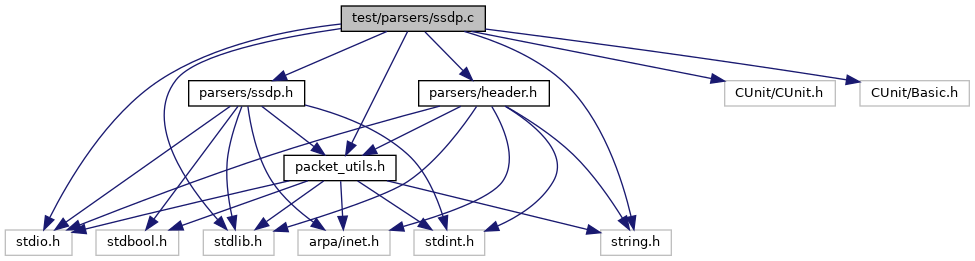 test/parsers/ssdp.c
parsers/ssdp.h
parsers/header.h
CUnit/CUnit.h
CUnit/Basic.h
packet_utils.h
stdio.h
stdbool.h
stdlib.h
arpa/inet.h
stdint.h
string.h